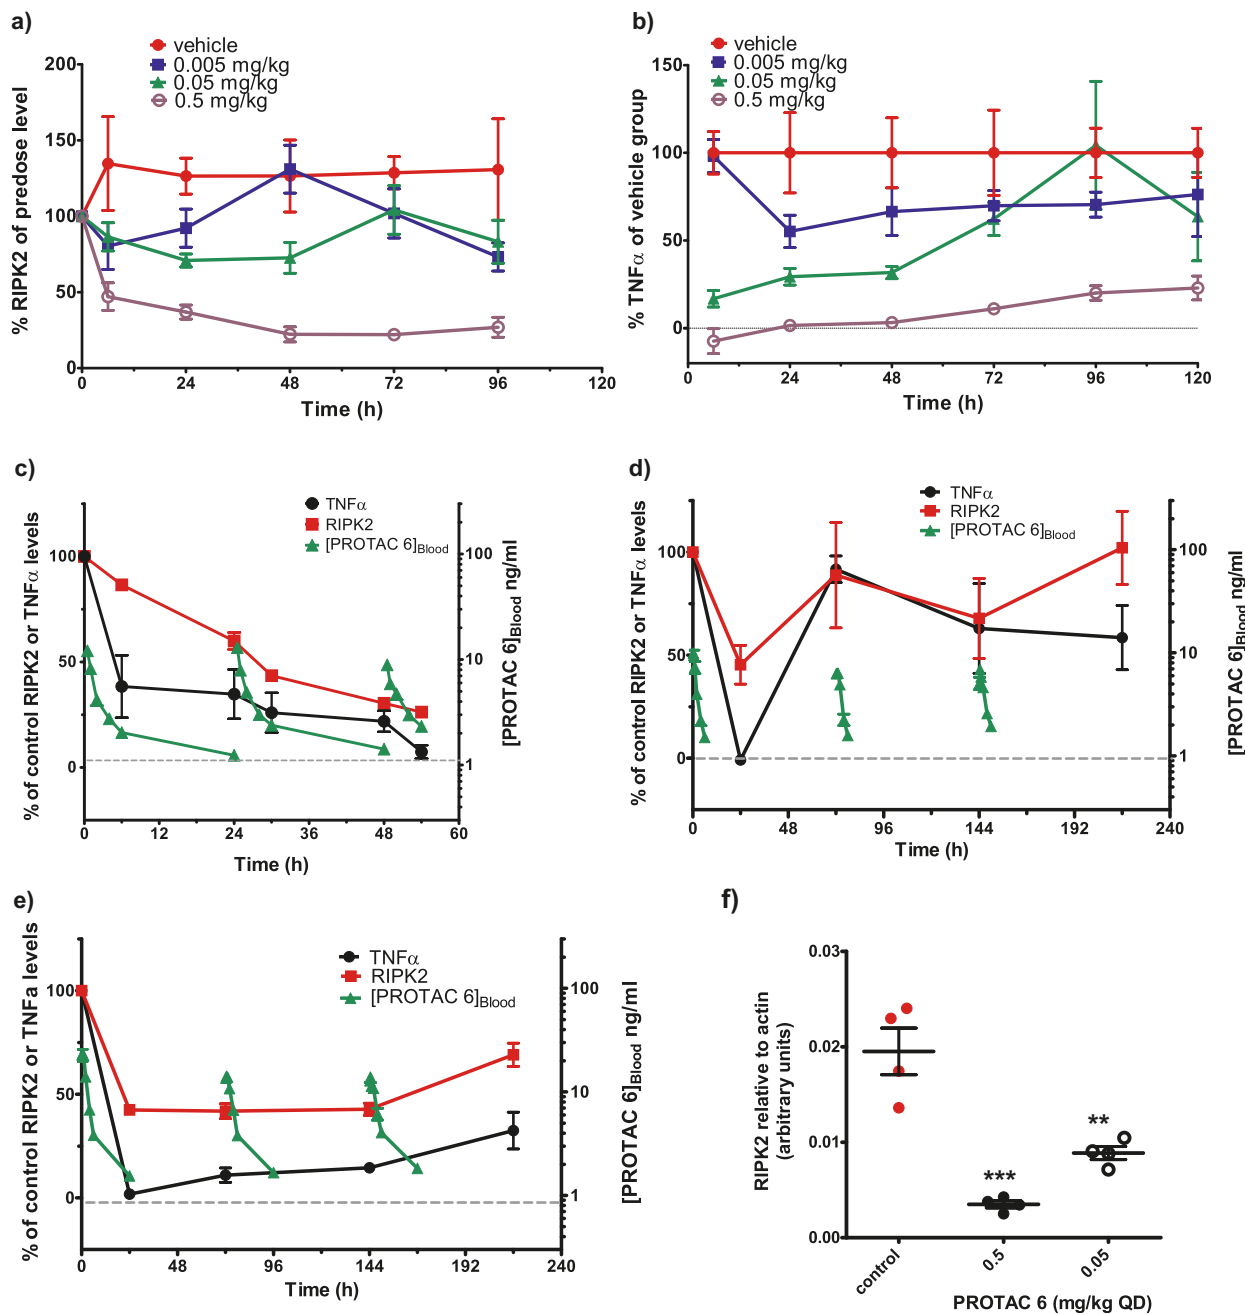 a)
vehicle
0.005 mg/kg
0.05 mg/kg
0.5 mg/kg
% RIPK2 of predose level
200
150
100
50
0
0 24 48 72 96 120
Time (h)
b)
vehicle
0.005 mg/kg
0.05 mg/kg
0.5 mg/kg
% TNFα of vehicle group
150
100
50
0
0 24 48 72 96 120
Time (h)
c)
TNFα
RIPK2
[PROTAC 6]Blood
% of control RIPK2 or TNFα levels
100
50
0
[PROTAC 6]Blood ng/ml
100
10
1
0 12 24 36 48 60
Time (h)
d)
TNFα
RIPK2
[PROTAC 6]Blood
% of control RIPK2 or TNFα levels
100
50
0
[PROTAC 6]Blood ng/ml
100
10
1
0 48 96 144 192 240
Time (h)
e)
TNFα
RIPK2
[PROTAC 6]Blood
% of control RIPK2 or TNFa levels
100
50
0
[PROTAC 6]Blood ng/ml
100
10
1
0 48 96 144 192 240
Time (h)
f)
RIPK2 relative to actin
(arbitrary units)
0.03
0.02
0.01
0.00
***
**
control 0.5 0.05
PROTAC 6 (mg/kg QD)